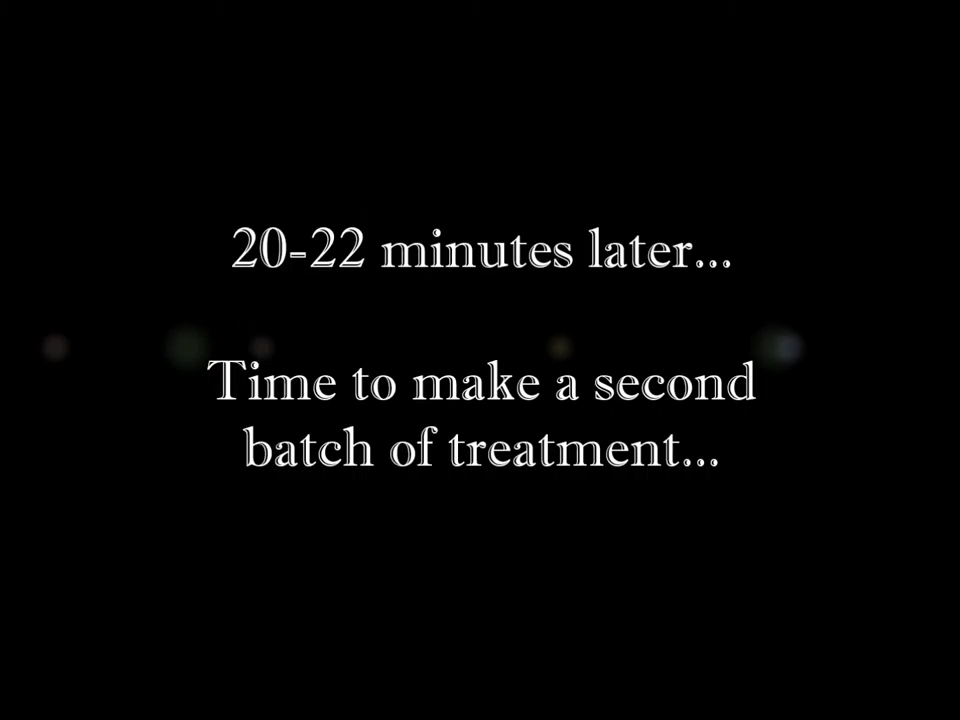 20-22 minutes later...
Time to make a second
batch of treatment...